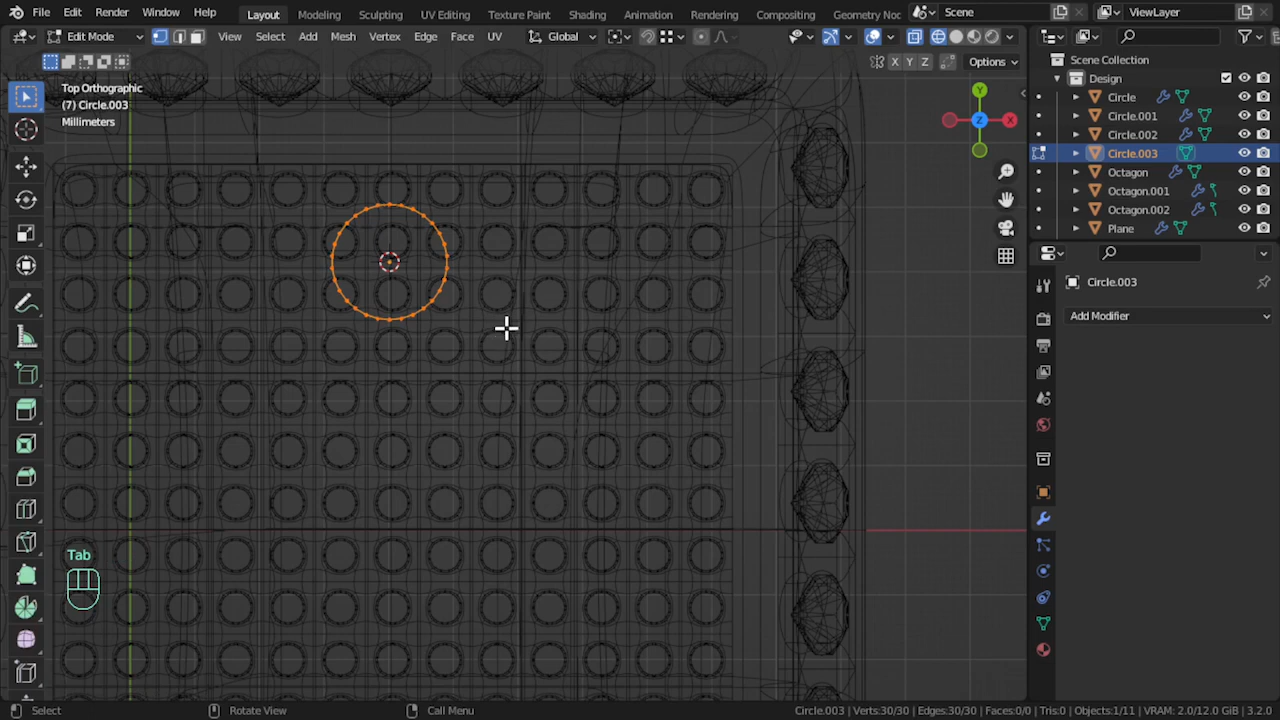 File Edit Render Window Help Layout Modeling Sculpting UV Editing Texture Paint Shading Animation Rendering Compositing Geometry Noc Scene ViewLayer
Edit Mode View Select Add Mesh Vertex Edge Face UV Global
X Y Z Options
Top Orthographic
(7) Circle.003
Millimeters
Y
Z
X
Scene Collection
Design
Circle
Circle.001
Circle.002
Circle.003
Octagon
Octagon.001
Octagon.002
Plane
Circle.003
Add Modifier
Tab
Select Rotate View Call Menu Circle.003 | Verts:30/30 | Edges:30/30 | Faces:0/0 | Tris:0 | Objects:1/11 | VRAM: 2.0/12.0 GiB | 3.2.0